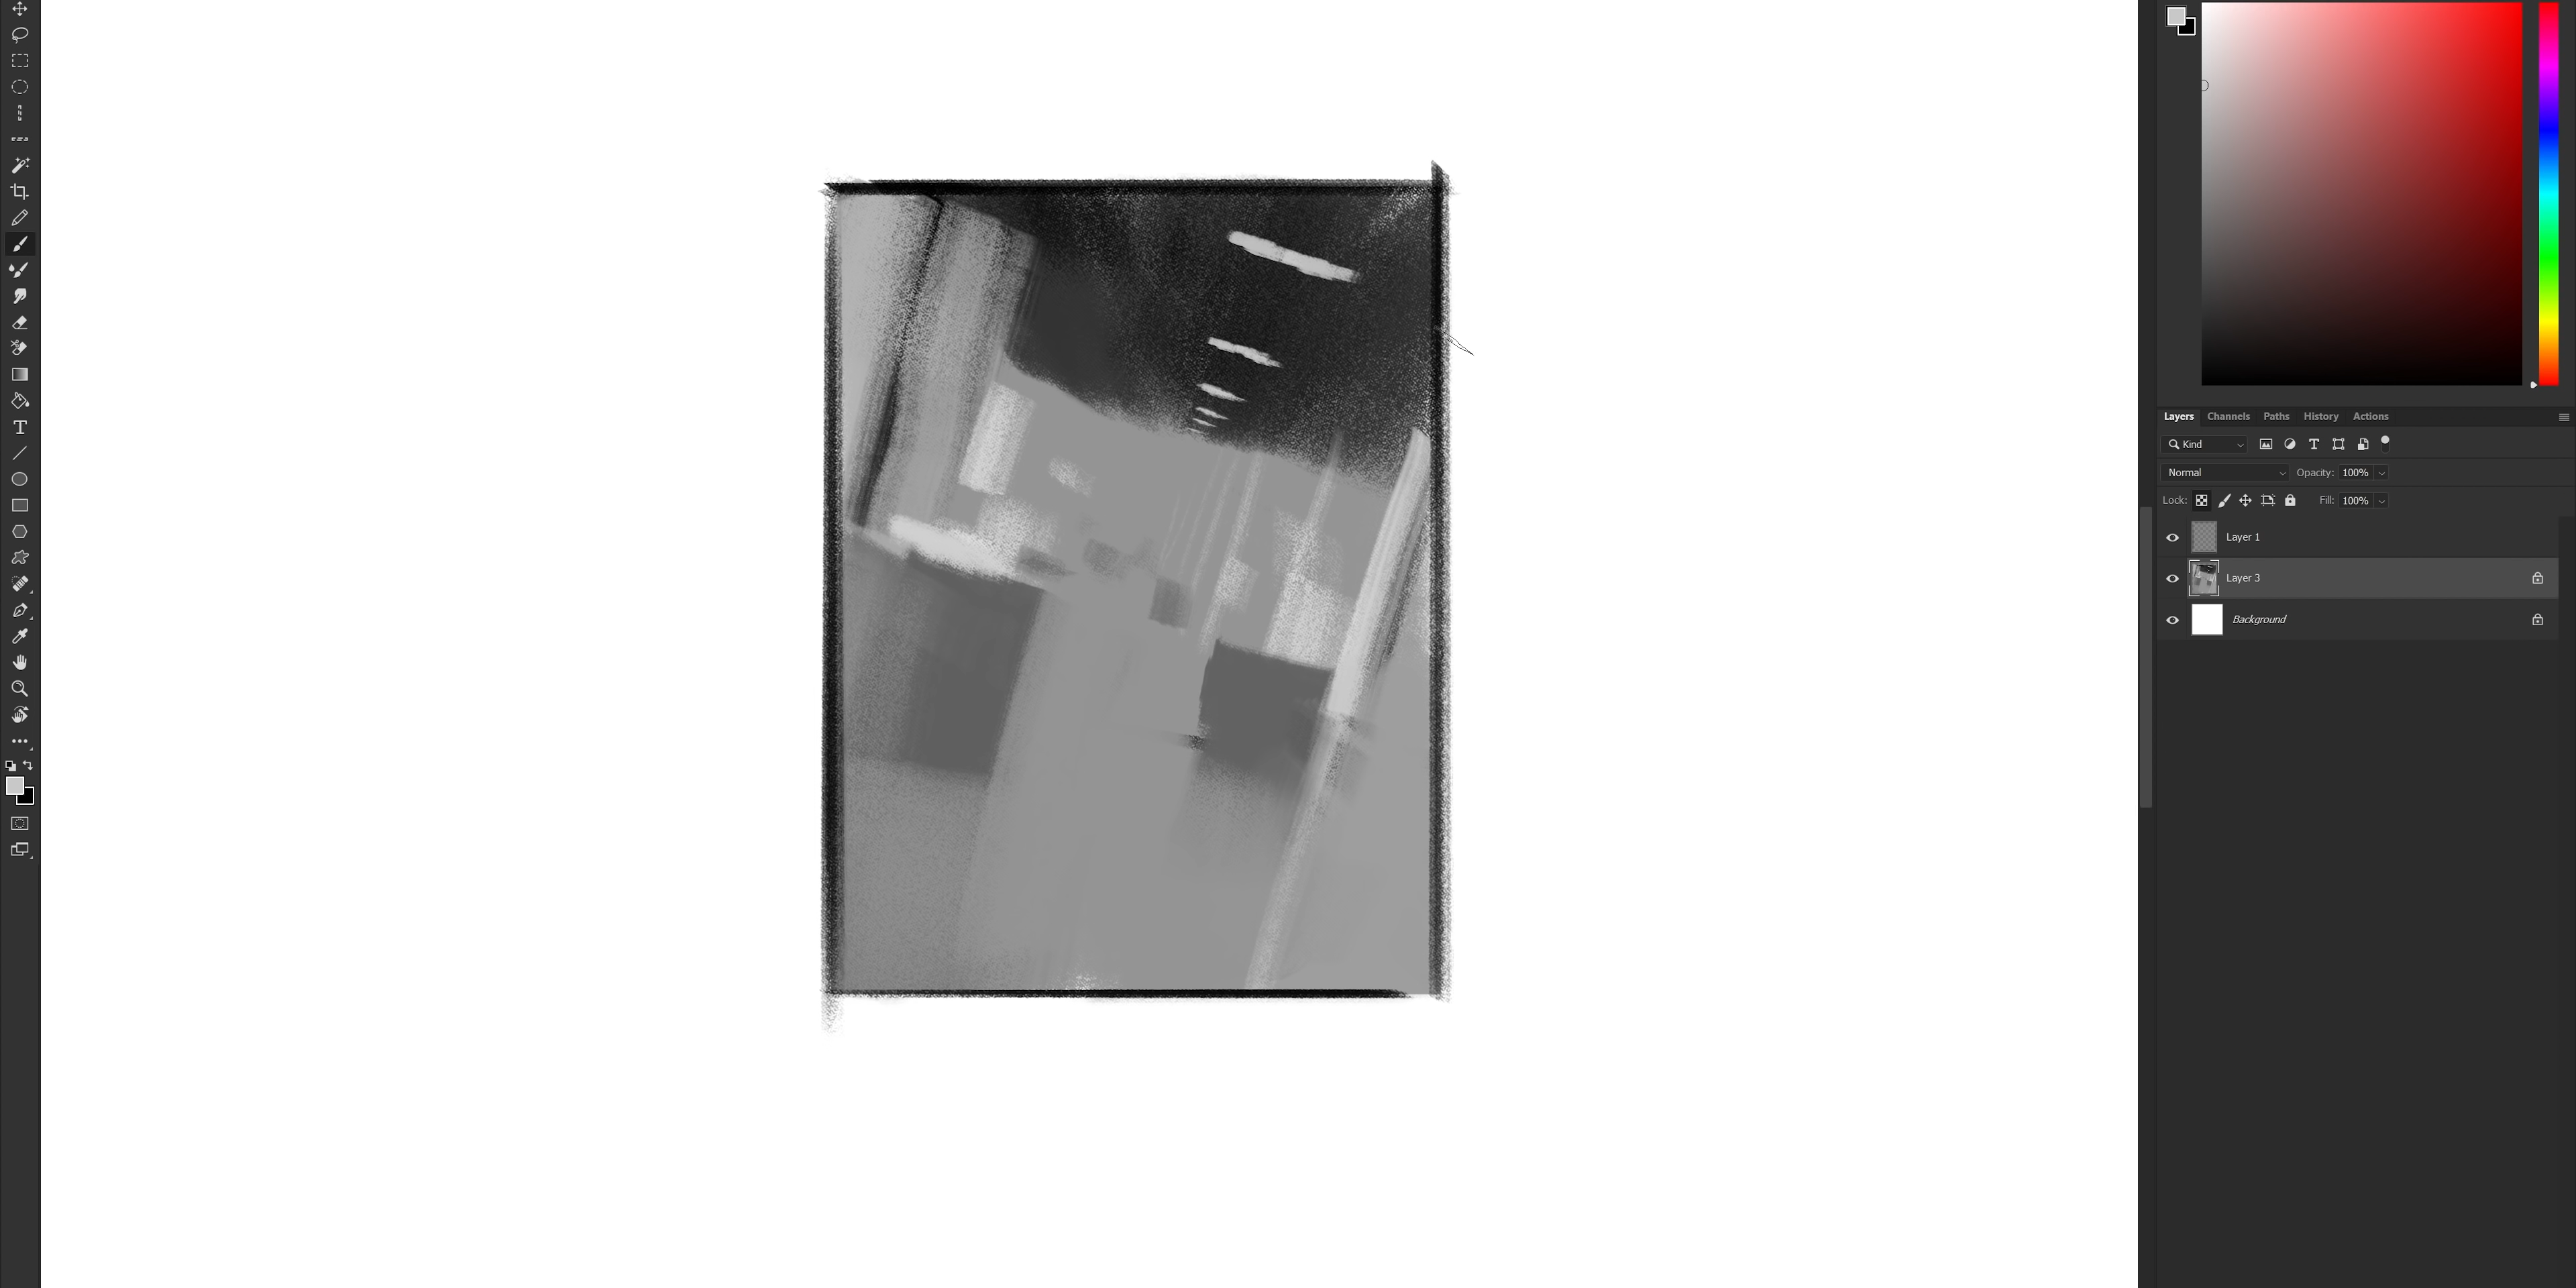 Layers Channels Paths History Actions
Kind
Normal Opacity: 100%
Lock: Fill: 100%
Layer 1
Layer 3
Background